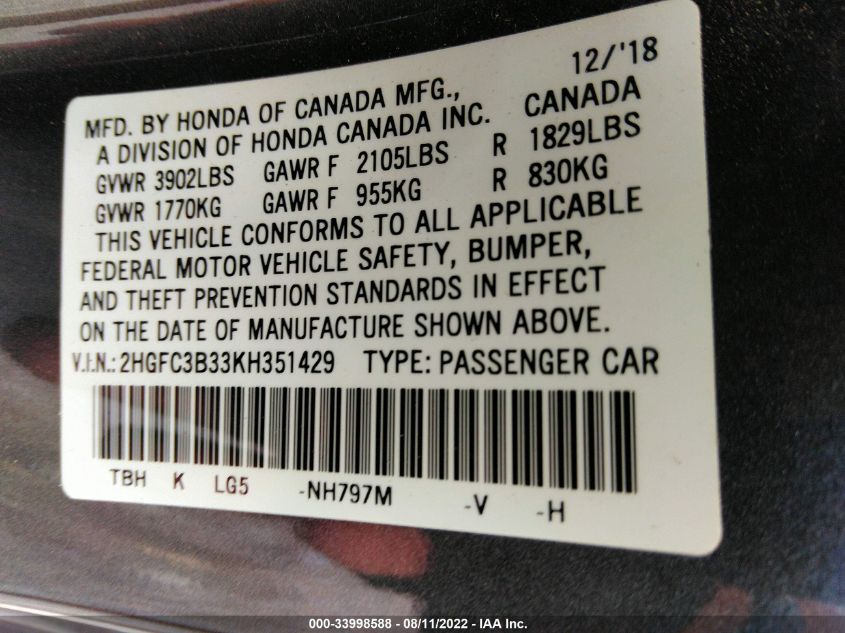 12/'18
MFD. BY HONDA OF CANADA MFG.,
A DIVISION OF HONDA CANADA INC. CANADA
GVWR 3902LBS GAWR F 2105LBS R 1829LBS
GVWR 1770KG GAWR F 955KG R 830KG
THIS VEHICLE CONFORMS TO ALL APPLICABLE
FEDERAL MOTOR VEHICLE SAFETY, BUMPER,
AND THEFT PREVENTION STANDARDS IN EFFECT
ON THE DATE OF MANUFACTURE SHOWN ABOVE.
V.I.N.: 2HGFC3B33KH351429 TYPE: PASSENGER CAR
TBH K LG5 -NH797M -V -H
000-33998588 - 08/11/2022 - IAA Inc.